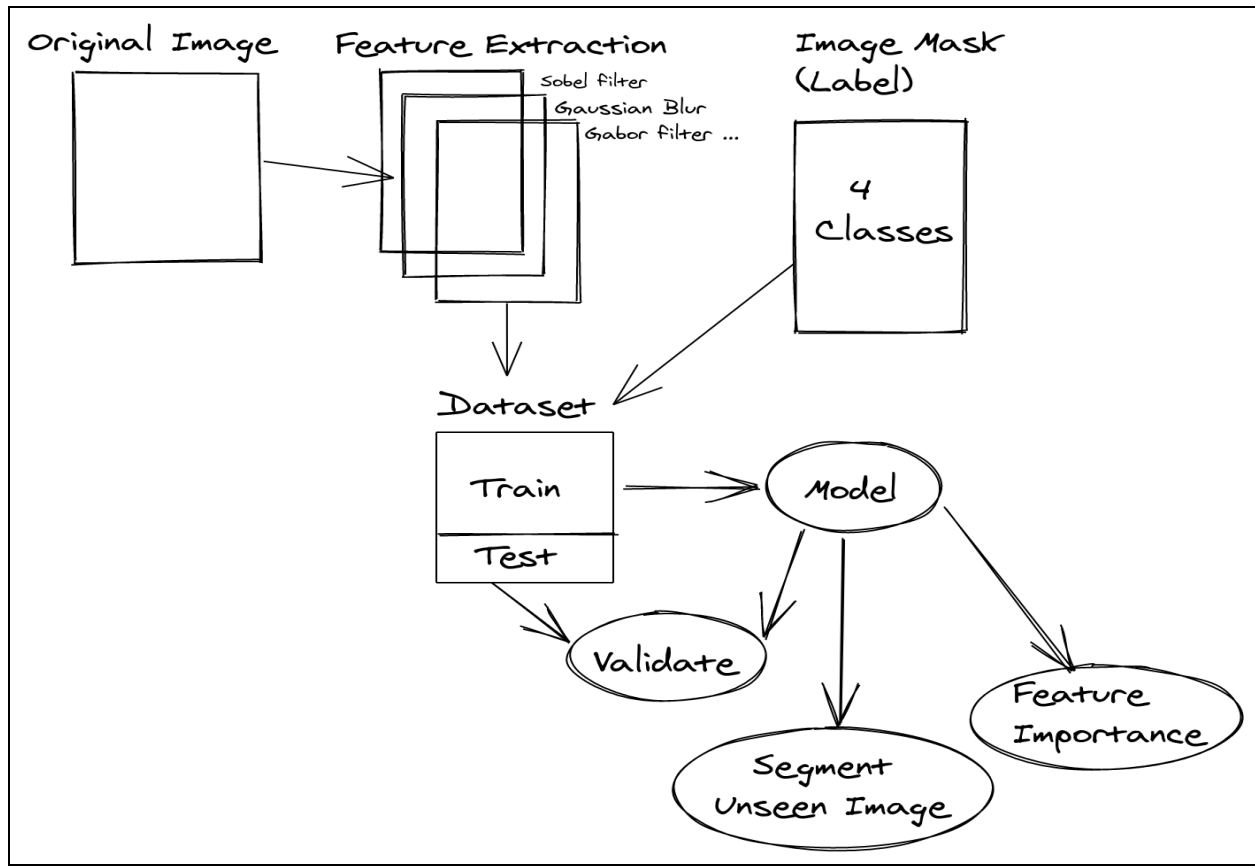 Original Image
Feature Extraction
Sobel filter
Gaussian Blur
Gabor filter ...
Image Mask
(Label)
4
Classes
Dataset
Train
Test
Model
Validate
Segment
Unseen Image
Feature
Importance